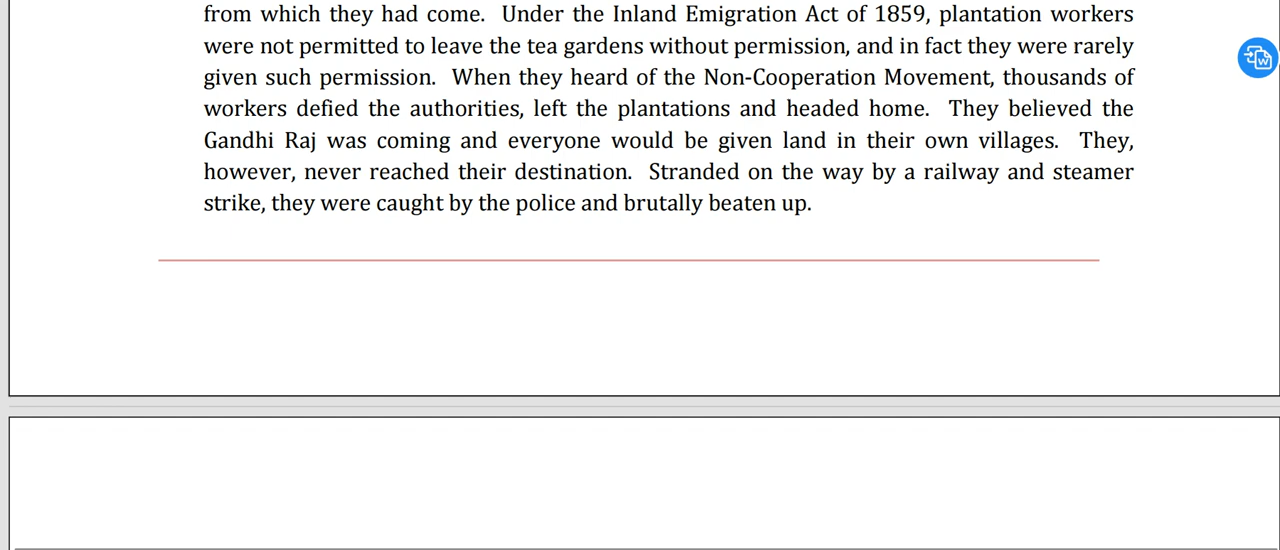 from which they had come. Under the Inland Emigration Act of 1859, plantation workers
were not permitted to leave the tea gardens without permission, and in fact they were rarely
given such permission. When they heard of the Non-Cooperation Movement, thousands of
workers defied the authorities, left the plantations and headed home. They believed the
Gandhi Raj was coming and everyone would be given land in their own villages. They,
however, never reached their destination. Stranded on the way by a railway and steamer
strike, they were caught by the police and brutally beaten up.
W